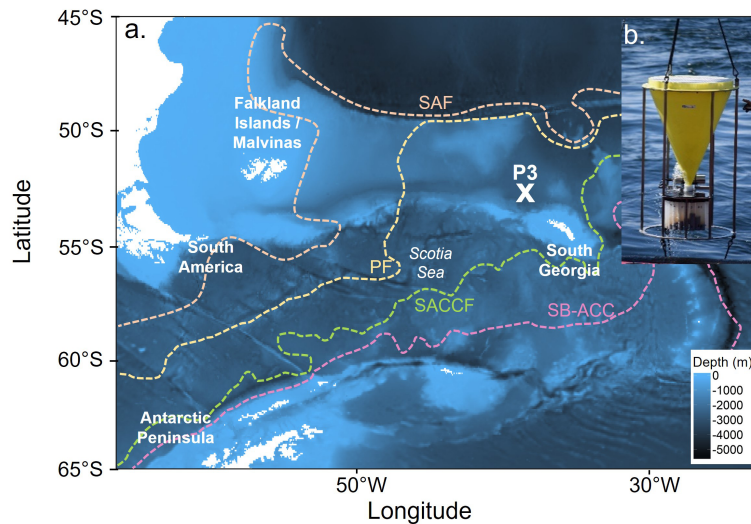 a.
b.
45°S
50°S
55°S
60°S
65°S
Latitude
SAF
Falkland
Islands /
Malvinas
P3
X
South
America
PF
Scotia
Sea
South
Georgia
SACCF
SB-ACC
Antarctic
Peninsula
Depth (m)
0
-1000
-2000
-3000
-4000
-5000
50°W
30°W
Longitude